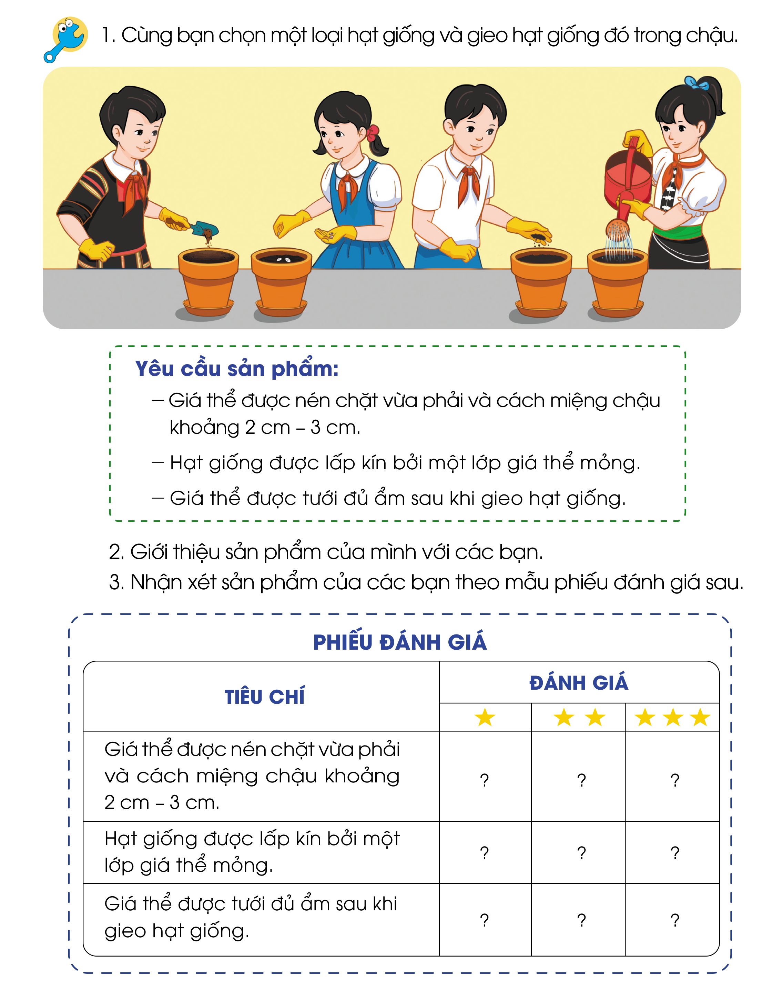 1. Cùng bạn chọn một loại hạt giống và gieo hạt giống đó trong chậu.
Yêu cầu sản phẩm:
– Giá thể được nén chặt vừa phải và cách miệng chậu
khoảng 2 cm – 3 cm.
– Hạt giống được lấp kín bởi một lớp giá thể mỏng.
– Giá thể được tưới đủ ẩm sau khi gieo hạt giống.
2. Giới thiệu sản phẩm của mình với các bạn.
3. Nhận xét sản phẩm của các bạn theo mẫu phiếu đánh giá sau.
PHIẾU ĐÁNH GIÁ
TIÊU CHÍ
ĐÁNH GIÁ
Giá thể được nén chặt vừa phải
và cách miệng chậu khoảng
2 cm – 3 cm.
? ? ?
Hạt giống được lấp kín bởi một
lớp giá thể mỏng.
? ? ?
Giá thể được tưới đủ ẩm sau khi
gieo hạt giống.
? ? ?